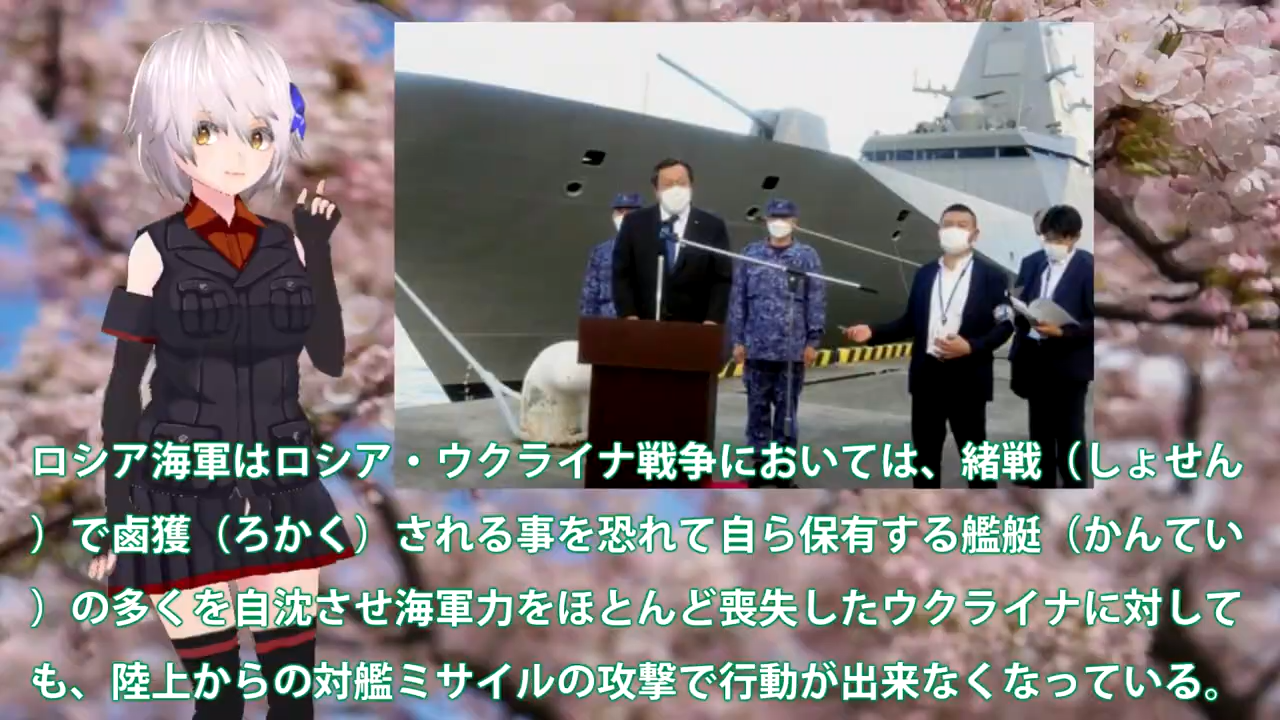 ロシア海軍はロシア・ウクライナ戦争においては、緒戦（しょせん
）で鹵獲（ろかく）される事を恐れて自ら保有する艦艇（かんてい
）の多くを自沈させ海軍力をほとんど喪失したウクライナに対して
も、陸上からの対艦ミサイルの攻撃で行動が出来なくなっている。